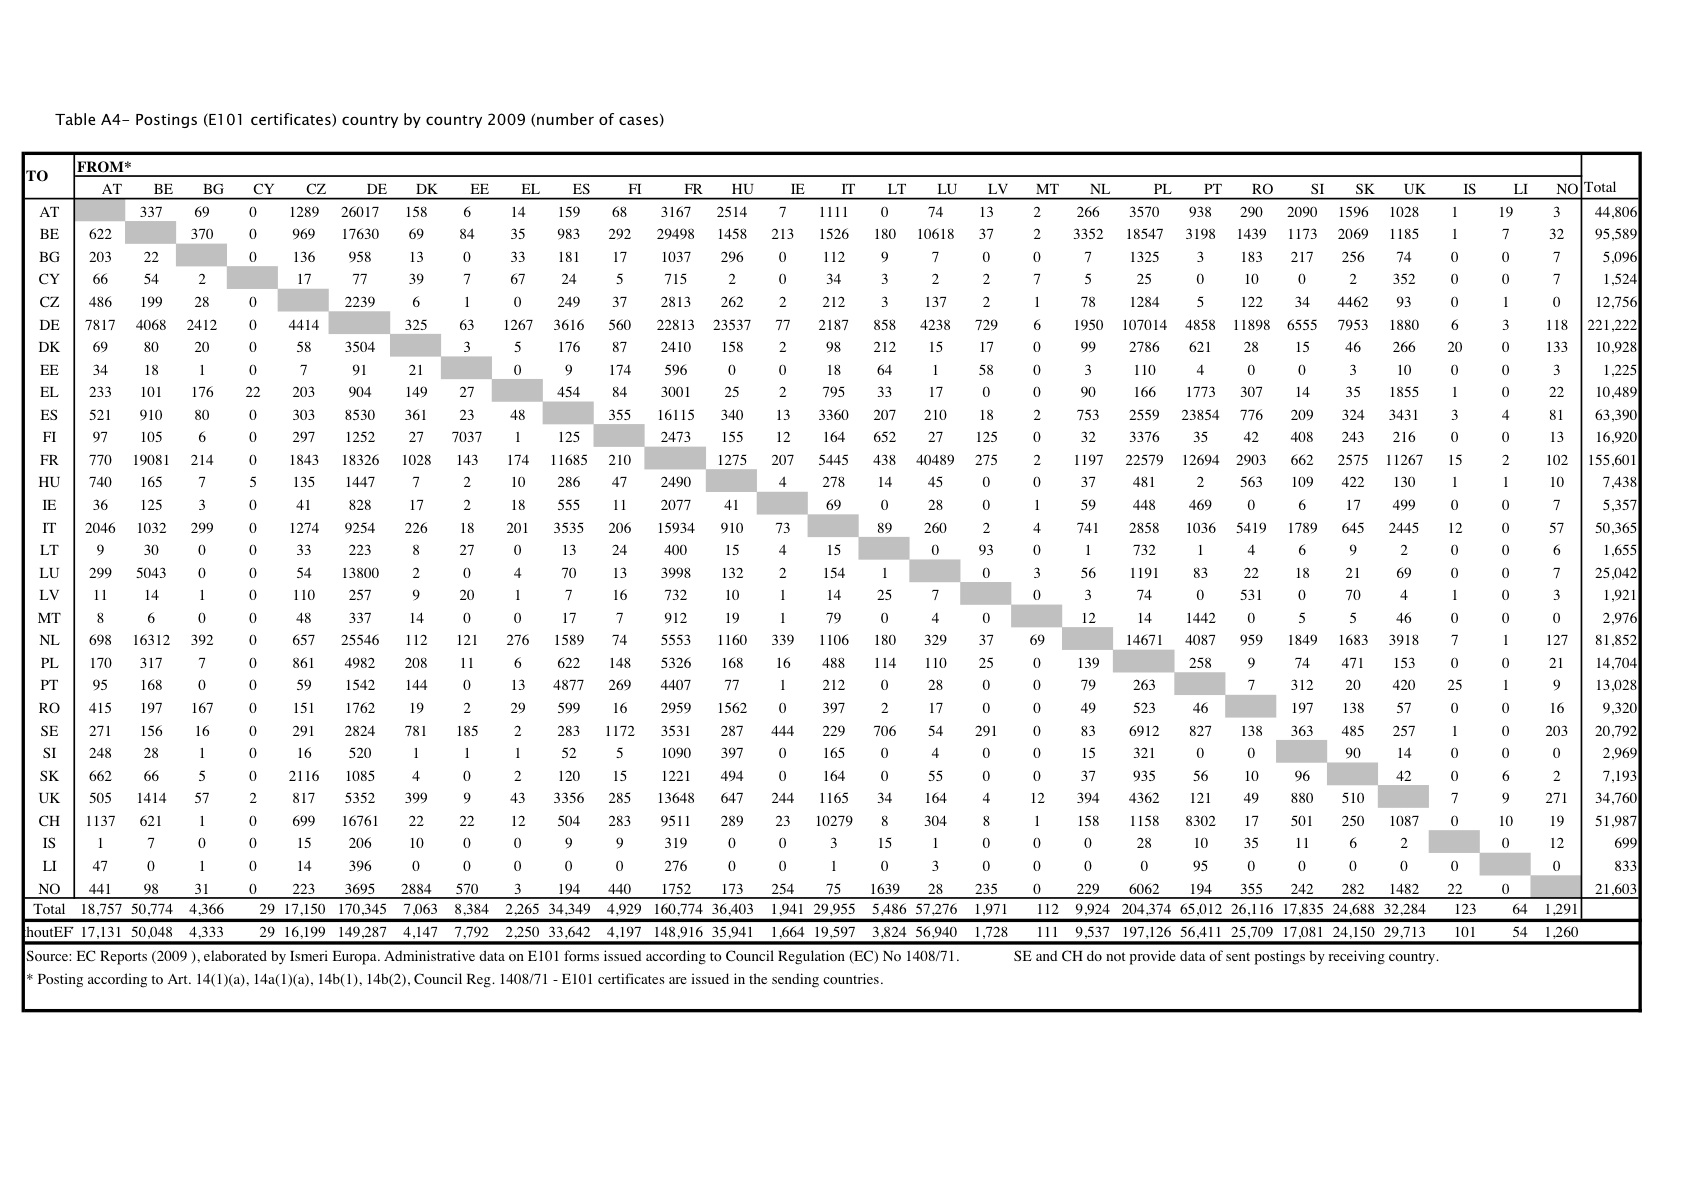 Table A4– Postings (E101 certificates) country by country 2009 (number of cases)
TO FROM*
AT BE BG CY CZ DE DK EE EL ES FI FR HU IE IT LT LU LV MT NL PL PT RO SI SK UK IS LI NO Total
AT 337 69 0 1289 26017 158 6 14 159 68 3167 2514 7 1111 0 74 13 2 266 3570 938 290 2090 1596 1028 1 19 3 44,806
BE 622 370 0 969 17630 69 84 35 983 292 29498 1458 213 1526 180 10618 37 2 3352 18547 3198 1439 1173 2069 1185 1 7 32 95,589
BG 203 22 0 136 958 13 0 33 181 17 1037 296 0 112 9 7 0 0 7 1325 3 183 217 256 74 0 0 7 5,096
CY 66 54 2 17 77 39 7 67 24 5 715 2 0 34 3 2 2 7 5 25 0 10 0 2 352 0 0 7 1,524
CZ 486 199 28 0 2239 6 1 0 249 37 2813 262 2 212 3 137 2 1 78 1284 5 122 34 4462 93 0 1 0 12,756
DE 7817 4068 2412 0 4414 325 63 1267 3616 560 22813 23537 77 2187 858 4238 729 6 1950 107014 4858 11898 6555 7953 1880 6 3 118 221,222
DK 69 80 20 0 58 3504 3 5 176 87 2410 158 2 98 212 15 17 0 99 2786 621 28 15 46 266 20 0 133 10,928
EE 34 18 1 0 7 91 21 0 9 174 596 0 0 18 64 1 58 0 3 110 4 0 0 3 10 0 0 3 1,225
EL 233 101 176 22 203 904 149 27 454 84 3001 25 2 795 33 17 0 0 90 166 1773 307 14 35 1855 1 0 22 10,489
ES 521 910 80 0 303 8530 361 23 48 355 16115 340 13 3360 207 210 18 2 753 2559 23854 776 209 324 3431 3 4 81 63,390
FI 97 105 6 0 297 1252 27 7037 1 125 2473 155 12 164 652 27 125 0 32 3376 35 42 408 243 216 0 0 13 16,920
FR 770 19081 214 0 1843 18326 1028 143 174 11685 210 1275 207 5445 438 40489 275 2 1197 22579 12694 2903 662 2575 11267 15 2 102 155,601
HU 740 165 7 5 135 1447 7 2 10 286 47 2490 4 278 14 45 0 0 37 481 2 563 109 422 130 1 1 10 7,438
IE 36 125 3 0 41 828 17 2 18 555 11 2077 41 69 0 28 0 1 59 448 469 0 6 17 499 0 0 7 5,357
IT 2046 1032 299 0 1274 9254 226 18 201 3535 206 15934 910 73 89 260 2 4 741 2858 1036 5419 1789 645 2445 12 0 57 50,365
LT 9 30 0 0 33 223 8 27 0 13 24 400 15 4 15 0 93 0 1 732 1 4 6 9 2 0 0 6 1,655
LU 299 5043 0 0 54 13800 2 0 4 70 13 3998 132 2 154 1 0 3 56 1191 83 22 18 21 69 0 0 7 25,042
LV 11 14 1 0 110 257 9 20 1 7 16 732 10 1 14 25 7 0 3 74 0 531 0 70 4 1 0 3 1,921
MT 8 6 0 0 48 337 14 0 0 17 7 912 19 1 79 0 4 0 12 14 1442 0 5 5 46 0 0 0 2,976
NL 698 16312 392 0 657 25546 112 121 276 1589 74 5553 1160 339 1106 180 329 37 69 14671 4087 959 1849 1683 3918 7 1 127 81,852
PL 170 317 7 0 861 4982 208 11 6 622 148 5326 168 16 488 114 110 25 0 139 258 9 74 471 153 0 0 21 14,704
PT 95 168 0 0 59 1542 144 0 13 4877 269 4407 77 1 212 0 28 0 0 79 263 7 312 20 420 25 1 9 13,028
RO 415 197 167 0 151 1762 19 2 29 599 16 2959 1562 0 397 2 17 0 0 49 523 46 197 138 57 0 0 16 9,320
SE 271 156 16 0 291 2824 781 185 2 283 1172 3531 287 444 229 706 54 291 0 83 6912 827 138 363 485 257 1 0 203 20,792
SI 248 28 1 0 16 520 1 1 1 52 5 1090 397 0 165 0 4 0 0 15 321 0 0 90 14 0 0 0 2,969
SK 662 66 5 0 2116 1085 4 0 2 120 15 1221 494 0 164 0 55 0 0 37 935 56 10 96 42 0 6 2 7,193
UK 505 1414 57 2 817 5352 399 9 43 3356 285 13648 647 244 1165 34 164 4 12 394 4362 121 49 880 510 7 9 271 34,760
CH 1137 621 1 0 699 16761 22 22 12 504 283 9511 289 23 10279 8 304 8 1 158 1158 8302 17 501 250 1087 0 10 19 51,987
IS 1 7 0 0 15 206 10 0 0 9 9 319 0 0 3 15 1 0 0 0 28 10 35 11 6 2 0 12 699
LI 47 0 1 0 14 396 0 0 0 0 0 276 0 0 1 0 3 0 0 0 0 95 0 0 0 0 0 0 833
NO 441 98 31 0 223 3695 2884 570 3 194 440 1752 173 254 75 1639 28 235 0 229 6062 194 355 242 282 1482 22 0 21,603
Total 18,757 50,774 4,366 29 17,150 170,345 7,063 8,384 2,265 34,349 4,929 160,774 36,403 1,941 29,955 5,486 57,276 1,971 112 9,924 204,374 65,012 26,116 17,835 24,688 32,284 123 64 1,291
houtEF 17,131 50,048 4,333 29 16,199 149,287 4,147 7,792 2,250 33,642 4,197 148,916 35,941 1,664 19,597 3,824 56,940 1,728 111 9,537 197,126 56,411 25,709 17,081 24,150 29,713 101 54 1,260
Source: EC Reports (2009 ), elaborated by Ismeri Europa. Administrative data on E101 forms issued according to Council Regulation (EC) No 1408/71. SE and CH do not provide data of sent postings by receiving country.
* Posting according to Art. 14(1)(a), 14a(1)(a), 14b(1), 14b(2), Council Reg. 1408/71 - E101 certificates are issued in the sending countries.